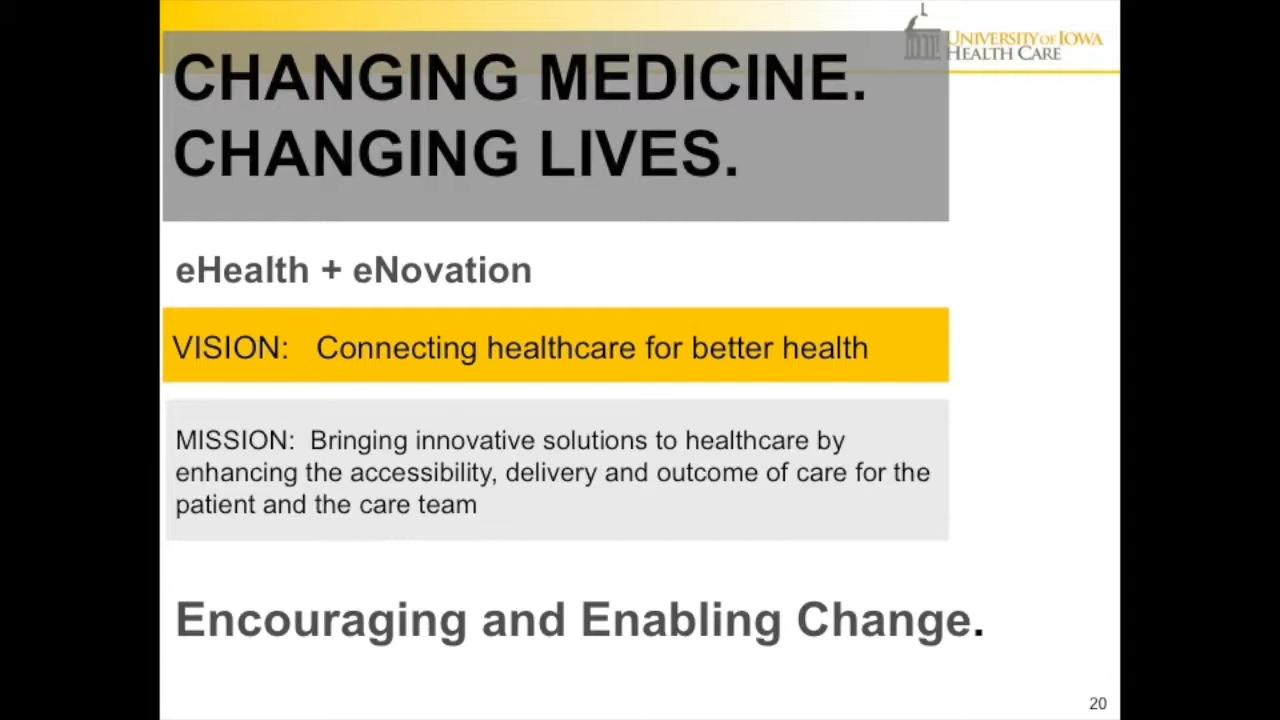 UNIVERSITY OF IOWA
HEALTH CARE
CHANGING MEDICINE.
CHANGING LIVES.
eHealth + eNovation
VISION: Connecting healthcare for better health
MISSION: Bringing innovative solutions to healthcare by
enhancing the accessibility, delivery and outcome of care for the
patient and the care team
Encouraging and Enabling Change.
20